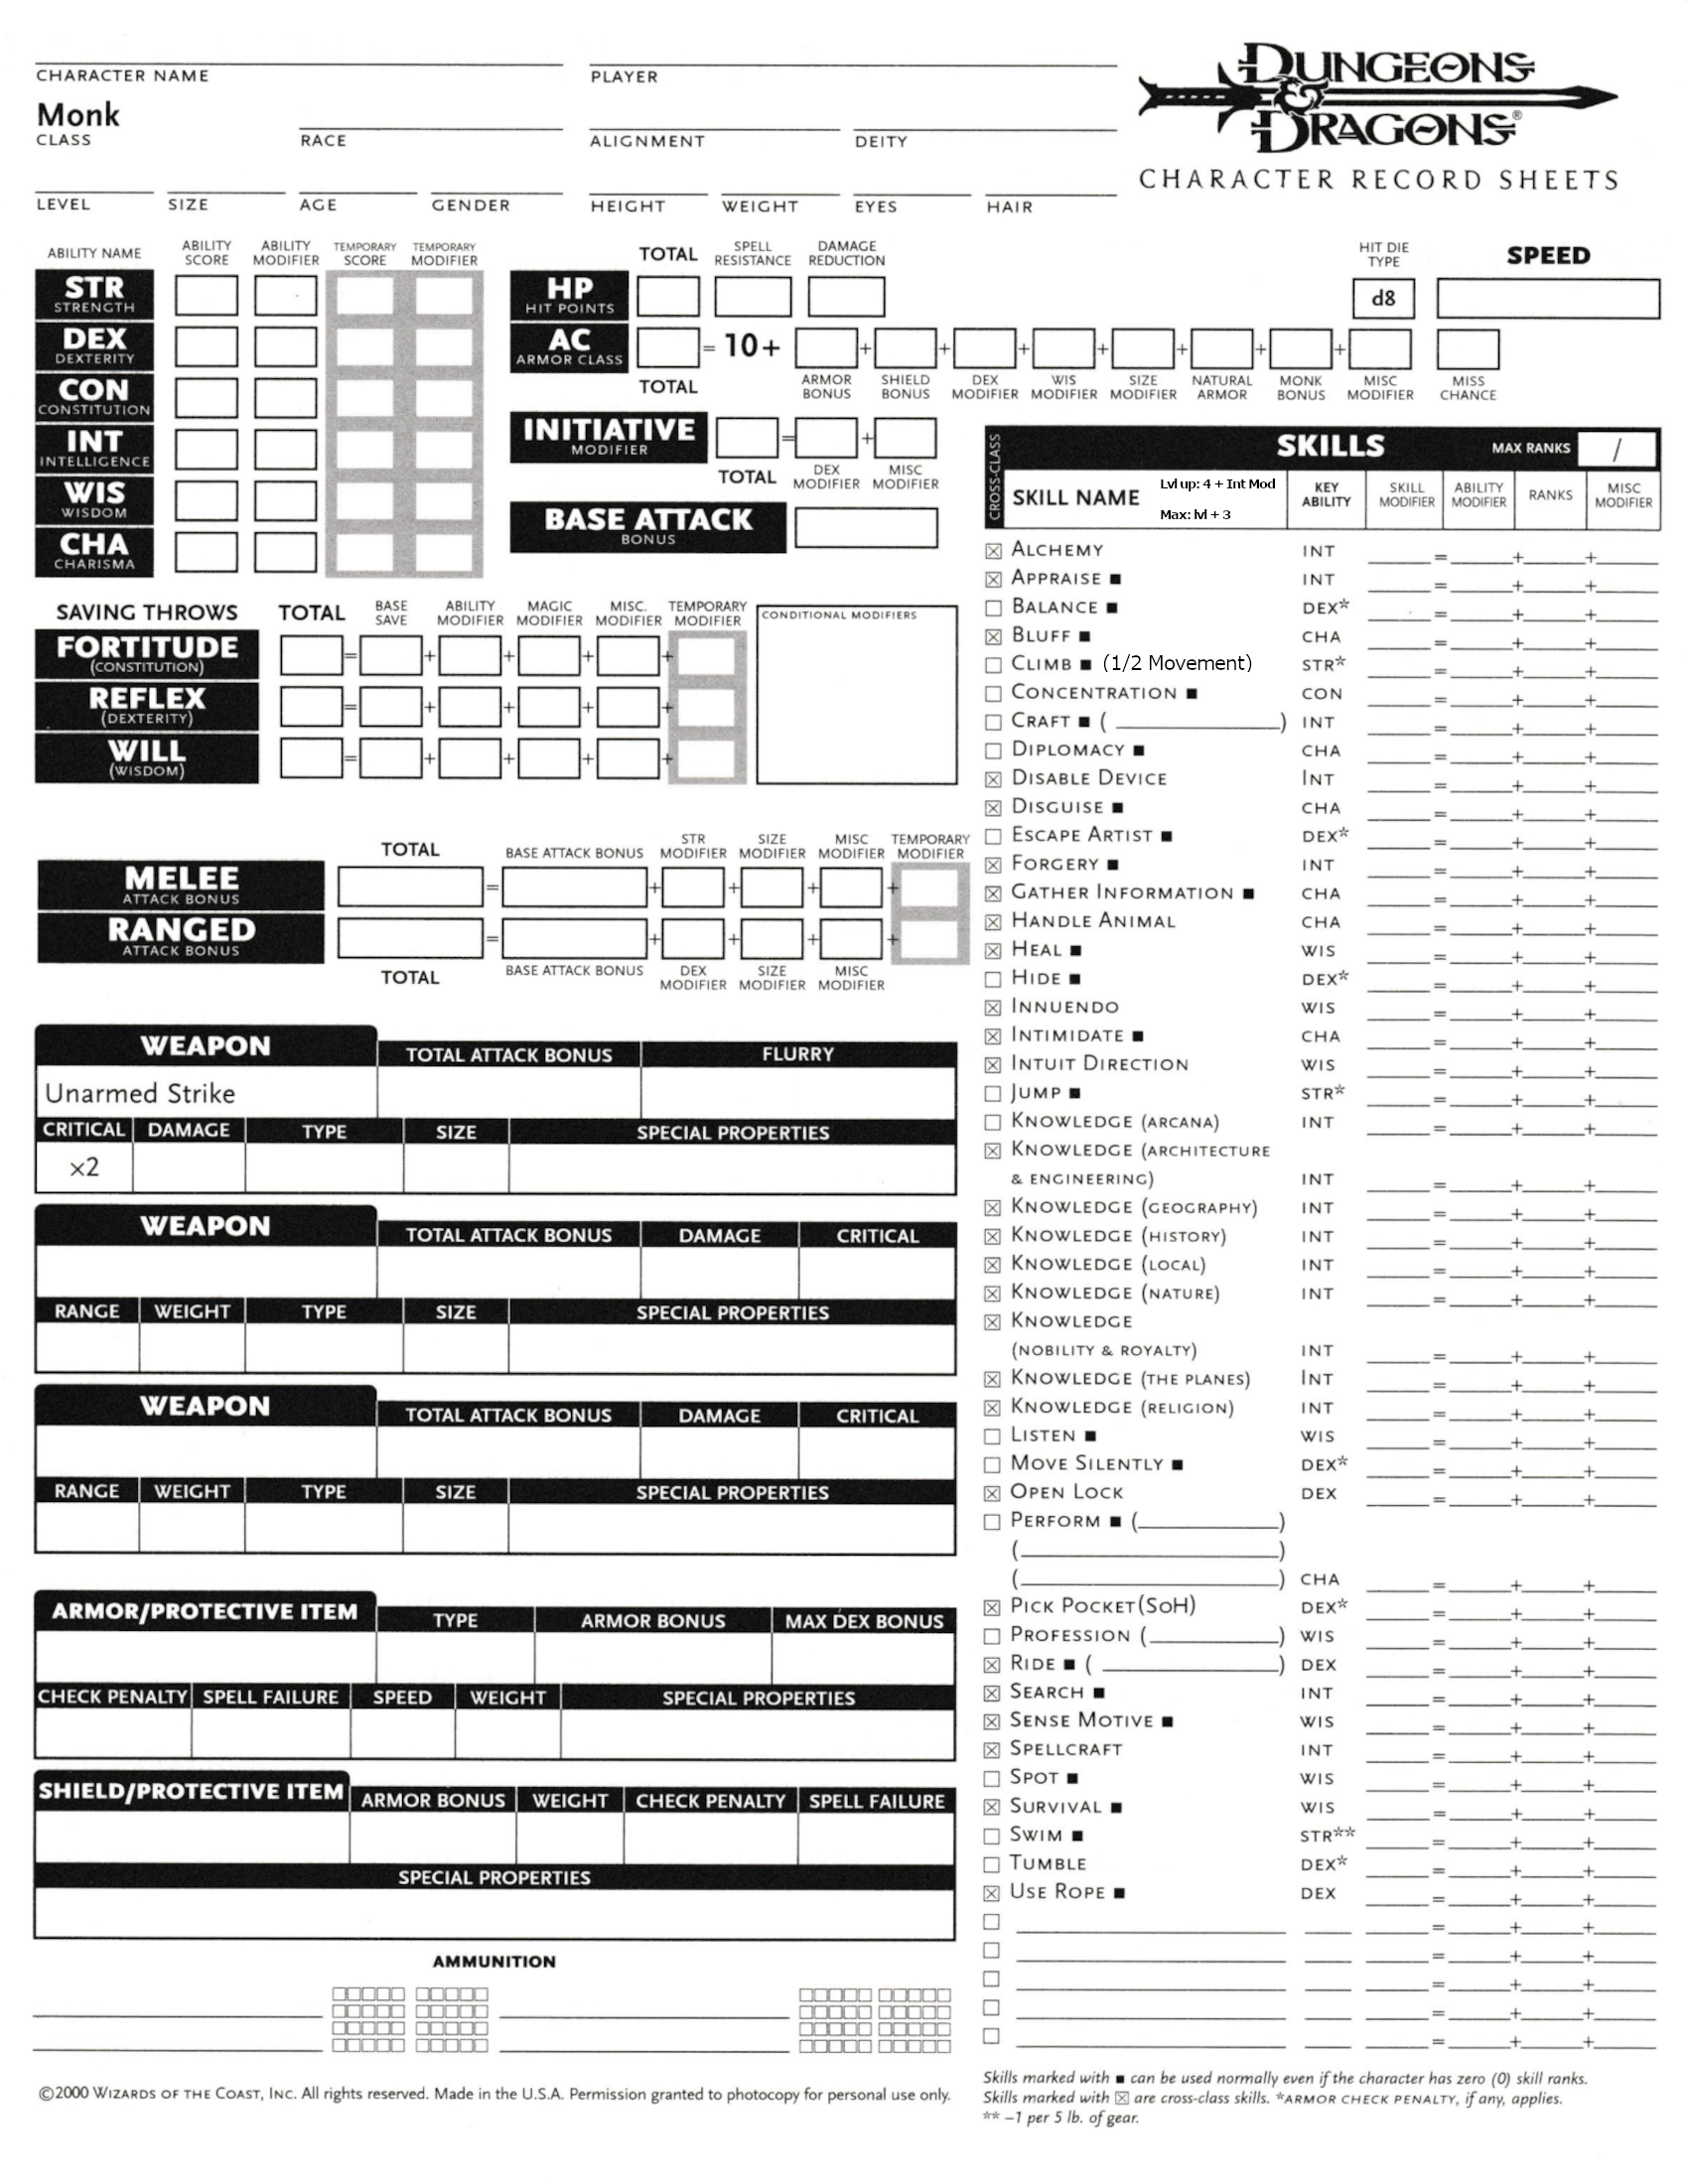 CHARACTER NAME
PLAYER
DUNGEONS & DRAGONS®
CHARACTER RECORD SHEETS
Monk
CLASS
RACE
ALIGNMENT
DEITY
LEVEL
SIZE
AGE
GENDER
HEIGHT
WEIGHT
EYES
HAIR
ABILITY NAME
ABILITY SCORE
ABILITY MODIFIER
TEMPORARY SCORE
TEMPORARY MODIFIER
STR
STRENGTH
DEX
DEXTERITY
CON
CONSTITUTION
INT
INTELLIGENCE
WIS
WISDOM
CHA
CHARISMA
TOTAL
SPELL RESISTANCE
DAMAGE REDUCTION
HIT DIE TYPE
SPEED
HP
HIT POINTS
d8
AC
ARMOR CLASS
= 10+ + + + + + + +
TOTAL
ARMOR BONUS
SHIELD BONUS
DEX MODIFIER
WIS MODIFIER
SIZE MODIFIER
NATURAL ARMOR
MONK BONUS
MISC MODIFIER
MISS CHANCE
INITIATIVE
MODIFIER
= +
TOTAL
DEX MODIFIER
MISC MODIFIER
BASE ATTACK
BONUS
SAVING THROWS
TOTAL
BASE SAVE
ABILITY MODIFIER
MAGIC MODIFIER
MISC. MODIFIER
TEMPORARY MODIFIER
CONDITIONAL MODIFIERS
FORTITUDE
(CONSTITUTION)
= + + + +
REFLEX
(DEXTERITY)
= + + + +
WILL
(WISDOM)
= + + + +
TOTAL
BASE ATTACK BONUS
STR MODIFIER
SIZE MODIFIER
MISC MODIFIER
TEMPORARY MODIFIER
MELEE
ATTACK BONUS
= + + + +
RANGED
ATTACK BONUS
= + + + +
TOTAL
BASE ATTACK BONUS
DEX MODIFIER
SIZE MODIFIER
MISC MODIFIER
WEAPON
TOTAL ATTACK BONUS
FLURRY
Unarmed Strike
CRITICAL
DAMAGE
TYPE
SIZE
SPECIAL PROPERTIES
×2
WEAPON
TOTAL ATTACK BONUS
DAMAGE
CRITICAL
RANGE
WEIGHT
TYPE
SIZE
SPECIAL PROPERTIES
WEAPON
TOTAL ATTACK BONUS
DAMAGE
CRITICAL
RANGE
WEIGHT
TYPE
SIZE
SPECIAL PROPERTIES
ARMOR/PROTECTIVE ITEM
TYPE
ARMOR BONUS
MAX DEX BONUS
CHECK PENALTY
SPELL FAILURE
SPEED
WEIGHT
SPECIAL PROPERTIES
SHIELD/PROTECTIVE ITEM
ARMOR BONUS
WEIGHT
CHECK PENALTY
SPELL FAILURE
SPECIAL PROPERTIES
AMMUNITION
©2000 WIZARDS OF THE COAST, INC. All rights reserved. Made in the U.S.A. Permission granted to photocopy for personal use only.
CROSS-CLASS
SKILLS
MAX RANKS
/
SKILL NAME
Lvl up: 4 + Int Mod
Max: lvl + 3
KEY ABILITY
SKILL MODIFIER
ABILITY MODIFIER
RANKS
MISC MODIFIER
☒ ALCHEMY INT = + +
☒ APPRAISE ■ INT = + +
☐ BALANCE ■ DEX* = + +
☒ BLUFF ■ CHA = + +
☐ CLIMB ■ (1/2 Movement) STR* = + +
☐ CONCENTRATION ■ CON = + +
☐ CRAFT ■ ( ) INT = + +
☐ DIPLOMACY ■ CHA = + +
☒ DISABLE DEVICE INT = + +
☒ DISGUISE ■ CHA = + +
☐ ESCAPE ARTIST ■ DEX* = + +
☒ FORGERY ■ INT = + +
☒ GATHER INFORMATION ■ CHA = + +
☒ HANDLE ANIMAL CHA = + +
☒ HEAL ■ WIS = + +
☐ HIDE ■ DEX* = + +
☒ INNUENDO WIS = + +
☒ INTIMIDATE ■ CHA = + +
☒ INTUIT DIRECTION WIS = + +
☐ JUMP ■ STR* = + +
☐ KNOWLEDGE (ARCANA) INT = + +
☒ KNOWLEDGE (ARCHITECTURE
& ENGINEERING) INT = + +
☒ KNOWLEDGE (GEOGRAPHY) INT = + +
☒ KNOWLEDGE (HISTORY) INT = + +
☒ KNOWLEDGE (LOCAL) INT = + +
☒ KNOWLEDGE (NATURE) INT = + +
☒ KNOWLEDGE
(NOBILITY & ROYALTY) INT = + +
☒ KNOWLEDGE (THE PLANES) INT = + +
☒ KNOWLEDGE (RELIGION) INT = + +
☐ LISTEN ■ WIS = + +
☐ MOVE SILENTLY ■ DEX* = + +
☒ OPEN LOCK DEX = + +
☐ PERFORM ■ ( )
( )
( ) CHA = + +
☒ PICK POCKET(SoH) DEX* = + +
☐ PROFESSION ( ) WIS = + +
☒ RIDE ■ ( ) DEX = + +
☒ SEARCH ■ INT = + +
☒ SENSE MOTIVE ■ WIS = + +
☒ SPELLCRAFT INT = + +
☐ SPOT ■ WIS = + +
☒ SURVIVAL ■ WIS = + +
☐ SWIM ■ STR** = + +
☐ TUMBLE DEX* = + +
☒ USE ROPE ■ DEX = + +
☐ = + +
☐ = + +
☐ = + +
☐ = + +
☐ = + +
Skills marked with ■ can be used normally even if the character has zero (0) skill ranks.
Skills marked with ☒ are cross-class skills. *ARMOR CHECK PENALTY, if any, applies.
** –1 per 5 lb. of gear.